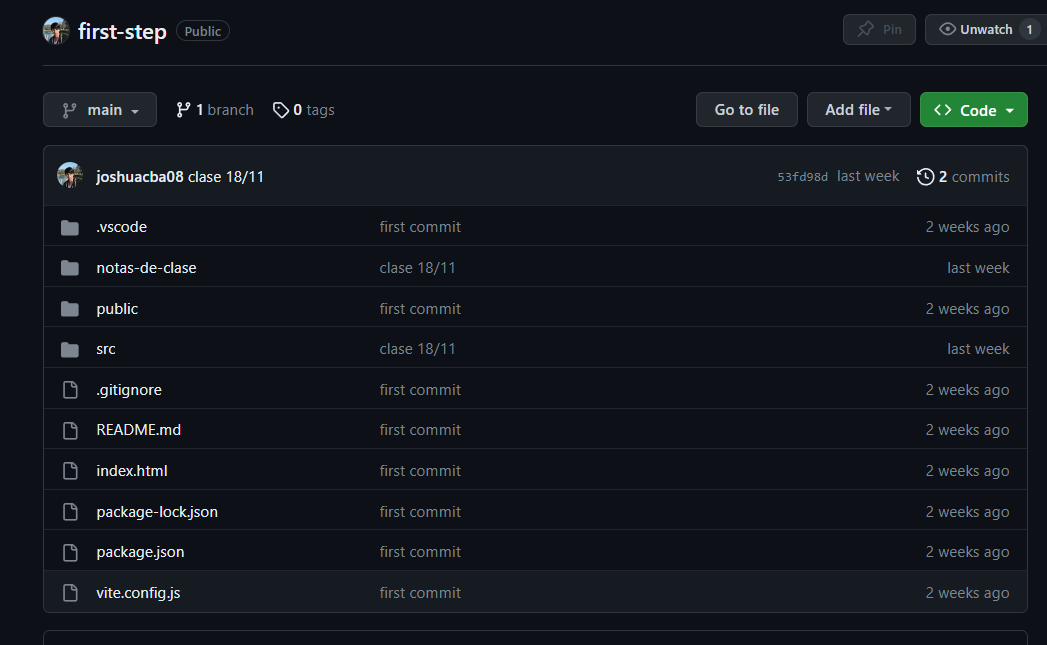 first-step Public Pin Unwatch 1
main 1 branch 0 tags Go to file Add file <> Code
joshuacba08 clase 18/11 53fd98d last week 2 commits
.vscode first commit 2 weeks ago
notas-de-clase clase 18/11 last week
public first commit 2 weeks ago
src clase 18/11 last week
.gitignore first commit 2 weeks ago
README.md first commit 2 weeks ago
index.html first commit 2 weeks ago
package-lock.json first commit 2 weeks ago
package.json first commit 2 weeks ago
vite.config.js first commit 2 weeks ago